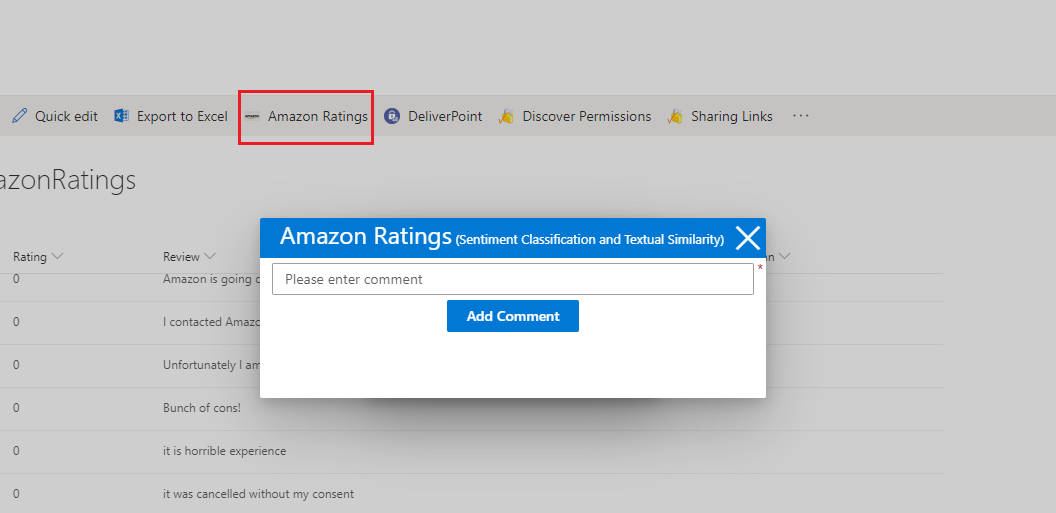 Quick edit Export to Excel amazon Amazon Ratings DeliverPoint Discover Permissions Sharing Links ...
azonRatings
Amazon Ratings (Sentiment Classification and Textual Similarity)
Rating Review
Please enter comment *
0 Amazon is going
Add Comment
0 I contacted Amazo
0 Unfortunately I am
0 Bunch of cons!
0 it is horrible experience
0 it was cancelled without my consent